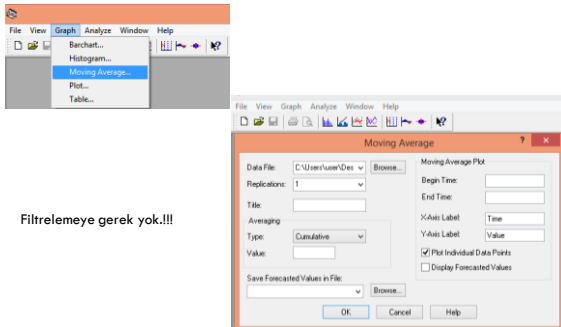 File View Graph Analyze Window Help
Barchart...
Histogram...
Moving Average...
Plot...
Table...
File View Graph Analyze Window Help
Moving Average
Data File: C:\Users\user\Des Browse...
Replications: 1
Title:
Averaging
Type: Cumulative
Value:
Save Forecasted Values in File:
Browse...
Moving Average Plot
Begin Time:
End Time:
X-Axis Label: Time
Y-Axis Label: Value
Plot Individual Data Points
Display Forecasted Values
OK Cancel Help
Filtrelemeye gerek yok.!!!